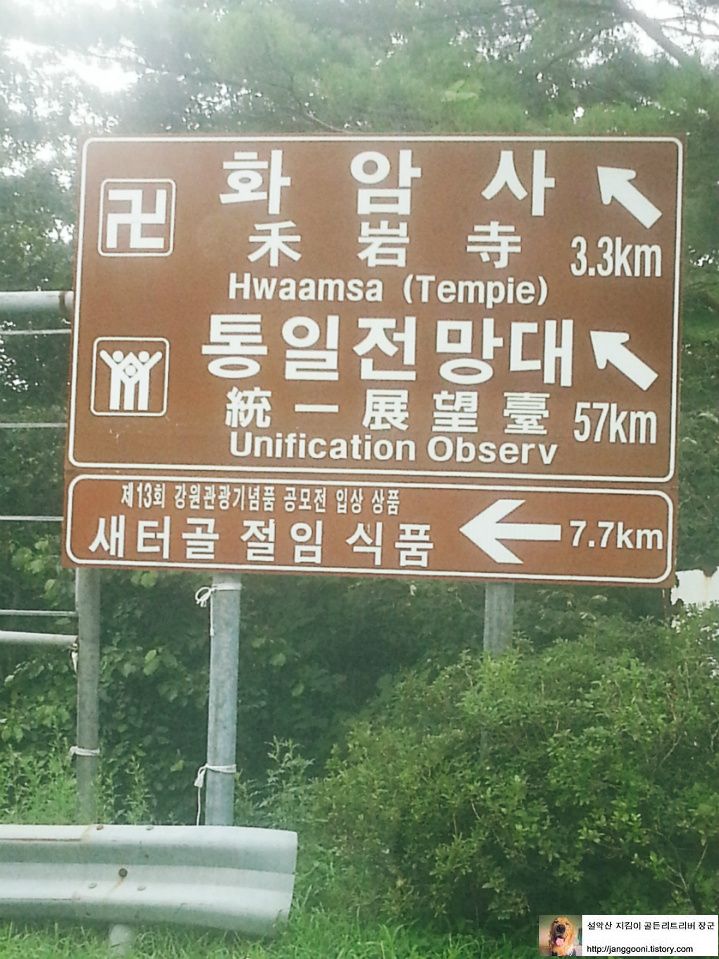 卍 화 암 사
禾 岩 寺 3.3km
Hwaamsa (Tempie)
통일전망대
統一展望臺 57km
Unification Observ
제13회 강원관광기념품 공모전 입상 상품
새터골 절임 식품 7.7km
설악산 지킴이 골든리트리버 장군
http://janggooni.tistory.com